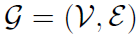 𝒢 = (𝒱, ℰ)